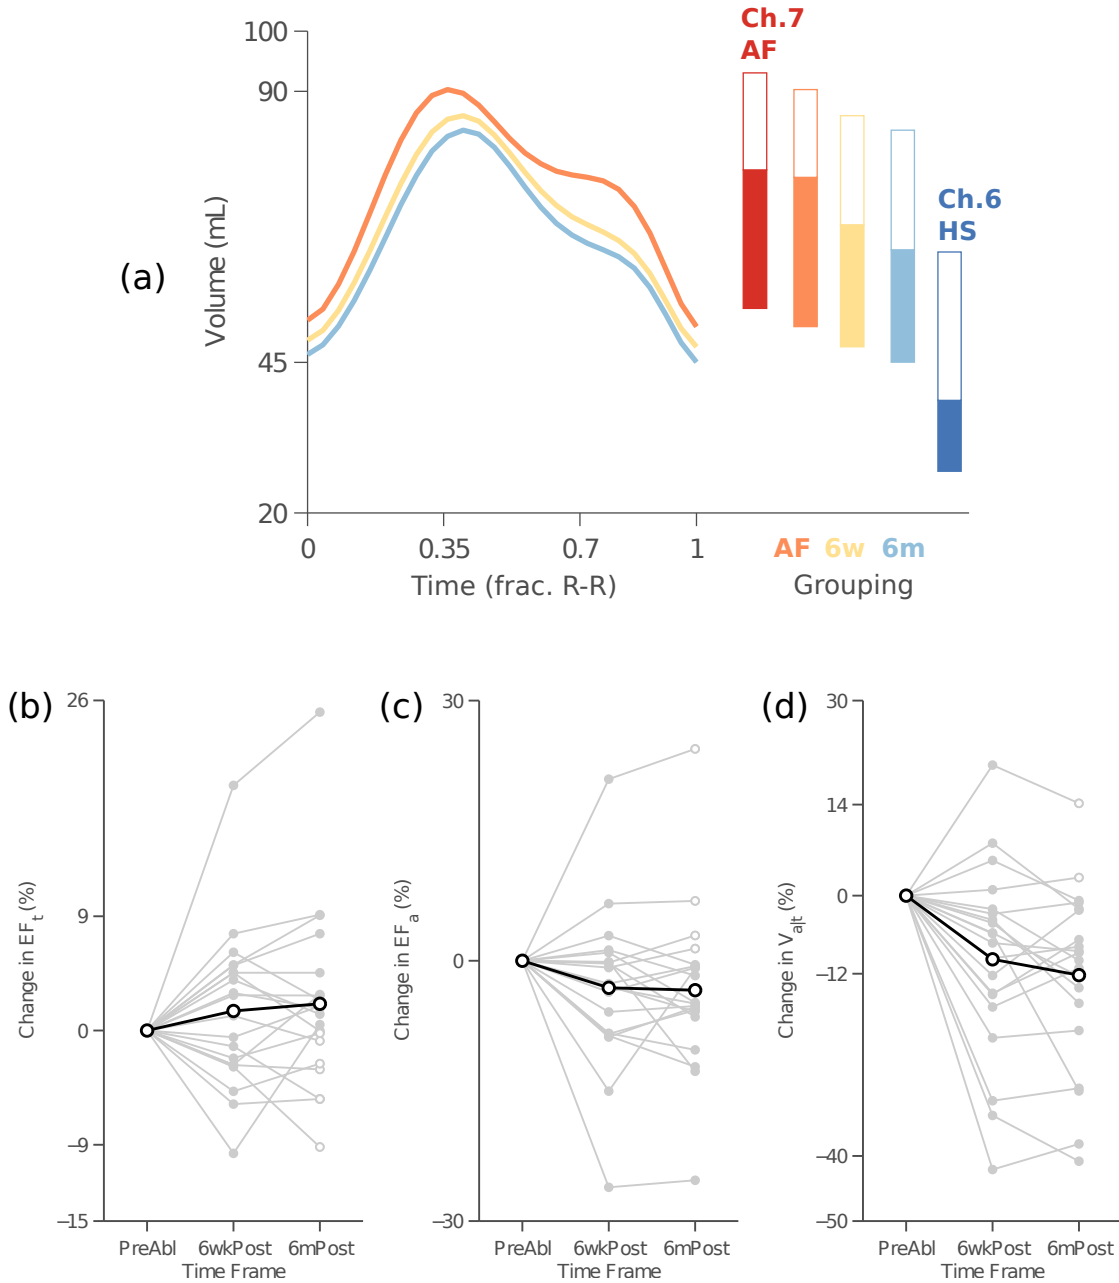 (a)
Volume (mL)
100
90
45
20
0 0.35 0.7 1
Time (frac. R-R)
Ch.7
AF
Ch.6
HS
AF 6w 6m
Grouping
(b)
Change in EFt (%)
26
9
0
−9
−15
PreAbl 6wkPost 6mPost
Time Frame
(c)
Change in EFa (%)
30
0
−30
PreAbl 6wkPost 6mPost
Time Frame
(d)
Change in Va|t (%)
30
14
0
−12
−40
−50
PreAbl 6wkPost 6mPost
Time Frame